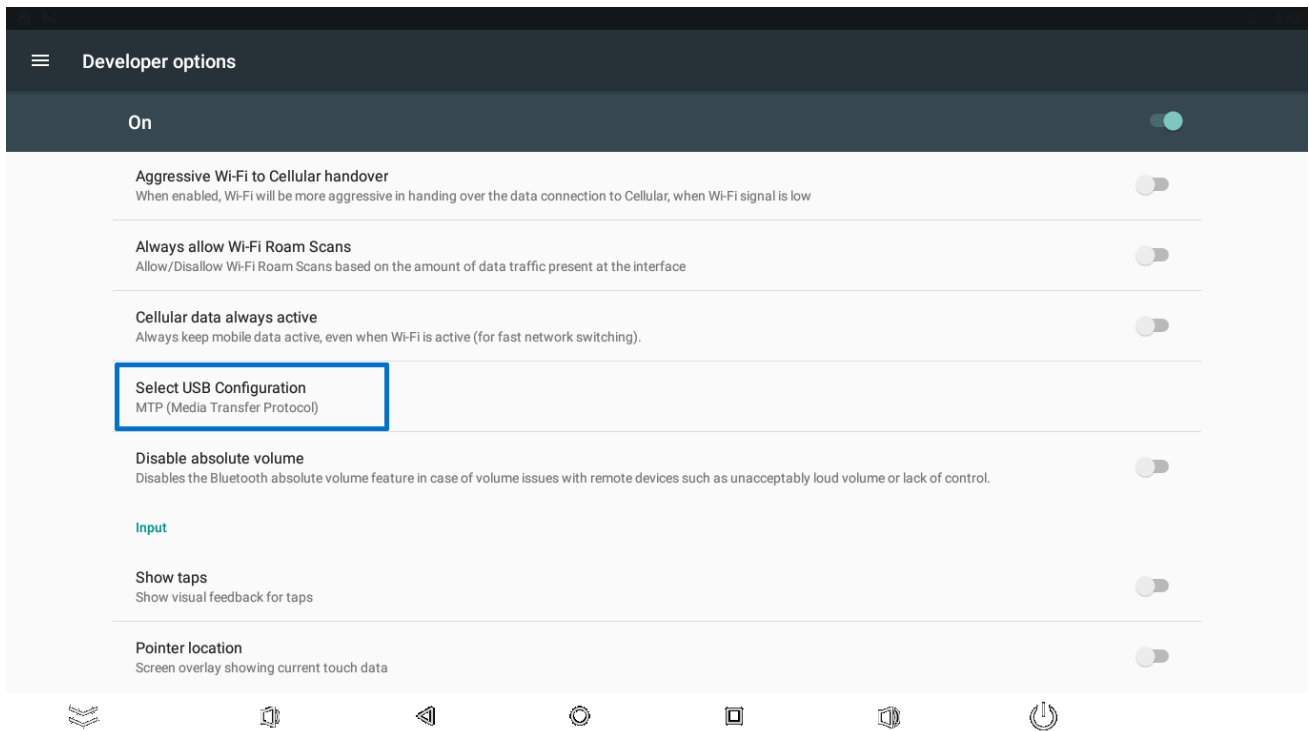 Developer options
On
Aggressive Wi-Fi to Cellular handover
When enabled, Wi-Fi will be more aggressive in handing over the data connection to Cellular, when Wi-Fi signal is low
Always allow Wi-Fi Roam Scans
Allow/Disallow Wi-Fi Roam Scans based on the amount of data traffic present at the interface
Cellular data always active
Always keep mobile data active, even when Wi-Fi is active (for fast network switching).
Select USB Configuration
MTP (Media Transfer Protocol)
Disable absolute volume
Disables the Bluetooth absolute volume feature in case of volume issues with remote devices such as unacceptably loud volume or lack of control.
Input
Show taps
Show visual feedback for taps
Pointer location
Screen overlay showing current touch data